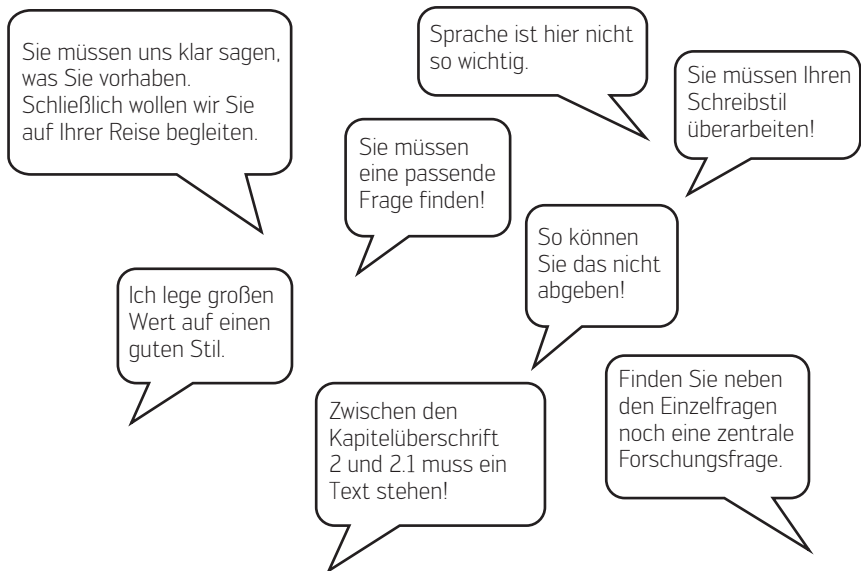 Sie müssen uns klar sagen,
was Sie vorhaben.
Schließlich wollen wir Sie
auf Ihrer Reise begleiten.
Sprache ist hier nicht
so wichtig.
Sie müssen Ihren
Schreibstil
überarbeiten!
Sie müssen
eine passende
Frage finden!
So können
Sie das nicht
abgeben!
Ich lege großen
Wert auf einen
guten Stil.
Zwischen den
Kapitelüberschrift
2 und 2.1 muss ein
Text stehen!
Finden Sie neben
den Einzelfragen
noch eine zentrale
Forschungsfrage.